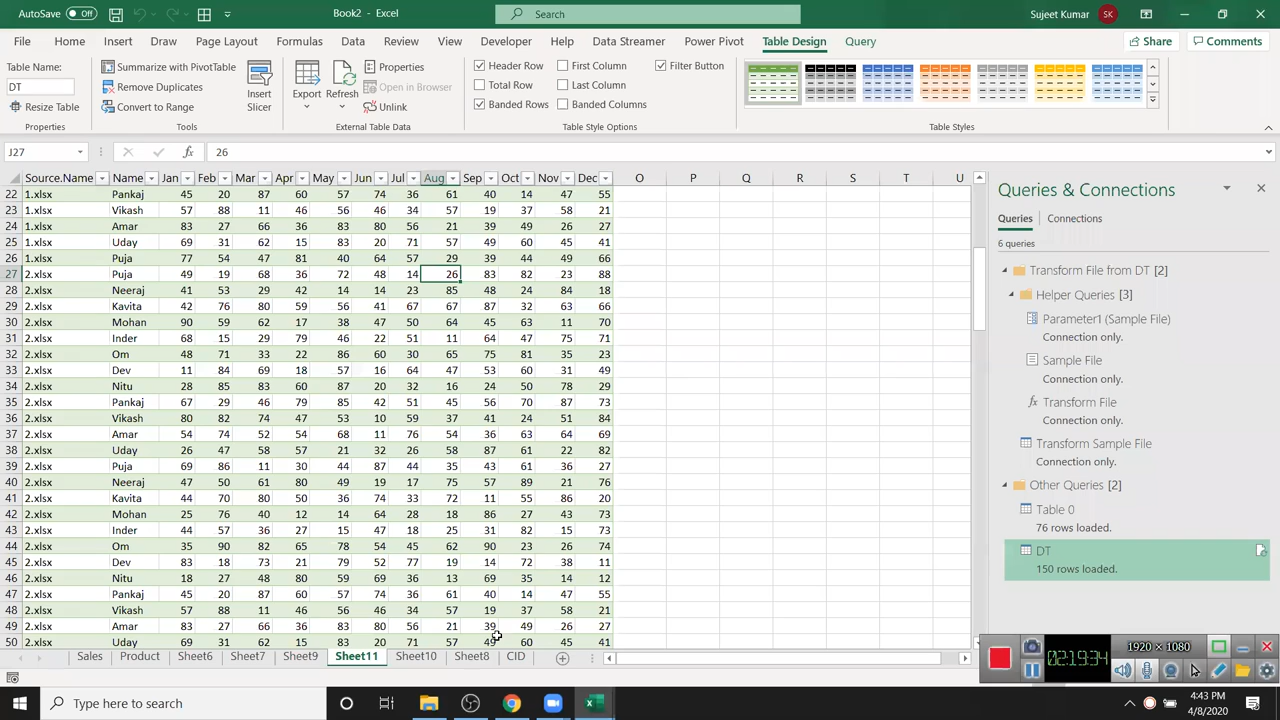 AutoSave Off Book2 - Excel Search Sujeet Kumar SK
File Home Insert Draw Page Layout Formulas Data Review View Developer Help Data Streamer Power Pivot Table Design Query Share Comments
Table Name: Summarize with PivotTable Properties Header Row First Column Filter Button
DT Remove Duplicates Insert Slicer Export Refresh Open in Browser Total Row Last Column
Resize Table Convert to Range Unlink Banded Rows Banded Columns
Properties Tools External Table Data Table Style Options Table Styles
J27 fx 26
Source.Name Name Jan Feb Mar Apr May Jun Jul Aug Sep Oct Nov Dec O P Q R S T U
22 1.xlsx Pankaj 45 20 87 60 57 74 36 61 40 14 47 55
23 1.xlsx Vikash 57 88 11 46 56 46 34 57 19 37 58 21
24 1.xlsx Amar 83 27 66 36 83 80 56 21 39 49 26 27
25 1.xlsx Uday 69 31 62 15 83 20 71 57 49 60 45 41
26 1.xlsx Puja 77 54 47 81 40 64 57 29 39 44 49 66
27 2.xlsx Puja 49 19 68 36 72 48 14 26 83 82 23 88
28 2.xlsx Neeraj 41 53 29 42 14 14 23 85 48 24 84 18
29 2.xlsx Kavita 42 76 80 59 56 41 67 67 87 32 63 66
30 2.xlsx Mohan 90 59 62 17 38 47 50 64 45 63 11 70
31 2.xlsx Inder 68 15 29 79 46 22 51 11 64 47 75 71
32 2.xlsx Om 48 71 33 22 86 60 30 65 75 81 35 23
33 2.xlsx Dev 11 84 69 18 57 16 64 47 53 60 31 49
34 2.xlsx Nitu 28 85 83 60 87 20 32 16 24 50 78 29
35 2.xlsx Pankaj 67 29 46 79 85 42 51 45 56 70 87 73
36 2.xlsx Vikash 80 82 74 47 53 10 59 37 41 24 51 84
37 2.xlsx Amar 54 74 52 54 68 11 76 54 36 63 64 69
38 2.xlsx Uday 26 47 58 57 21 32 26 58 87 61 22 82
39 2.xlsx Puja 69 86 11 30 44 87 44 35 43 61 36 27
40 2.xlsx Neeraj 47 50 61 80 49 19 17 75 57 89 21 76
41 2.xlsx Kavita 44 70 80 50 36 74 33 72 11 55 86 20
42 2.xlsx Mohan 25 76 40 12 14 64 28 18 86 27 43 73
43 2.xlsx Inder 44 57 36 27 15 47 18 25 31 82 15 73
44 2.xlsx Om 35 90 82 65 78 54 45 62 90 23 26 74
45 2.xlsx Dev 83 18 73 21 79 52 77 19 14 72 38 11
46 2.xlsx Nitu 18 27 48 80 59 69 36 13 69 35 14 12
47 2.xlsx Pankaj 45 20 87 60 57 74 36 61 40 14 47 55
48 2.xlsx Vikash 57 88 11 46 56 46 34 57 19 37 58 21
49 2.xlsx Amar 83 27 66 36 83 80 56 21 39 49 26 27
50 2.xlsx Uday 69 31 62 15 83 20 71 57 49 60 45 41
Queries & Connections
Queries Connections
6 queries
Transform File from DT [2]
Helper Queries [3]
Parameter1 (Sample File)
Connection only.
Sample File
Connection only.
fx Transform File
Connection only.
Transform Sample File
Connection only.
Other Queries [2]
Table 0
76 rows loaded.
DT
150 rows loaded.
Sales Product Sheet6 Sheet7 Sheet9 Sheet11 Sheet10 Sheet8 CID
1920 × 1080
02:19:34
Type here to search
4:43 PM
4/8/2020